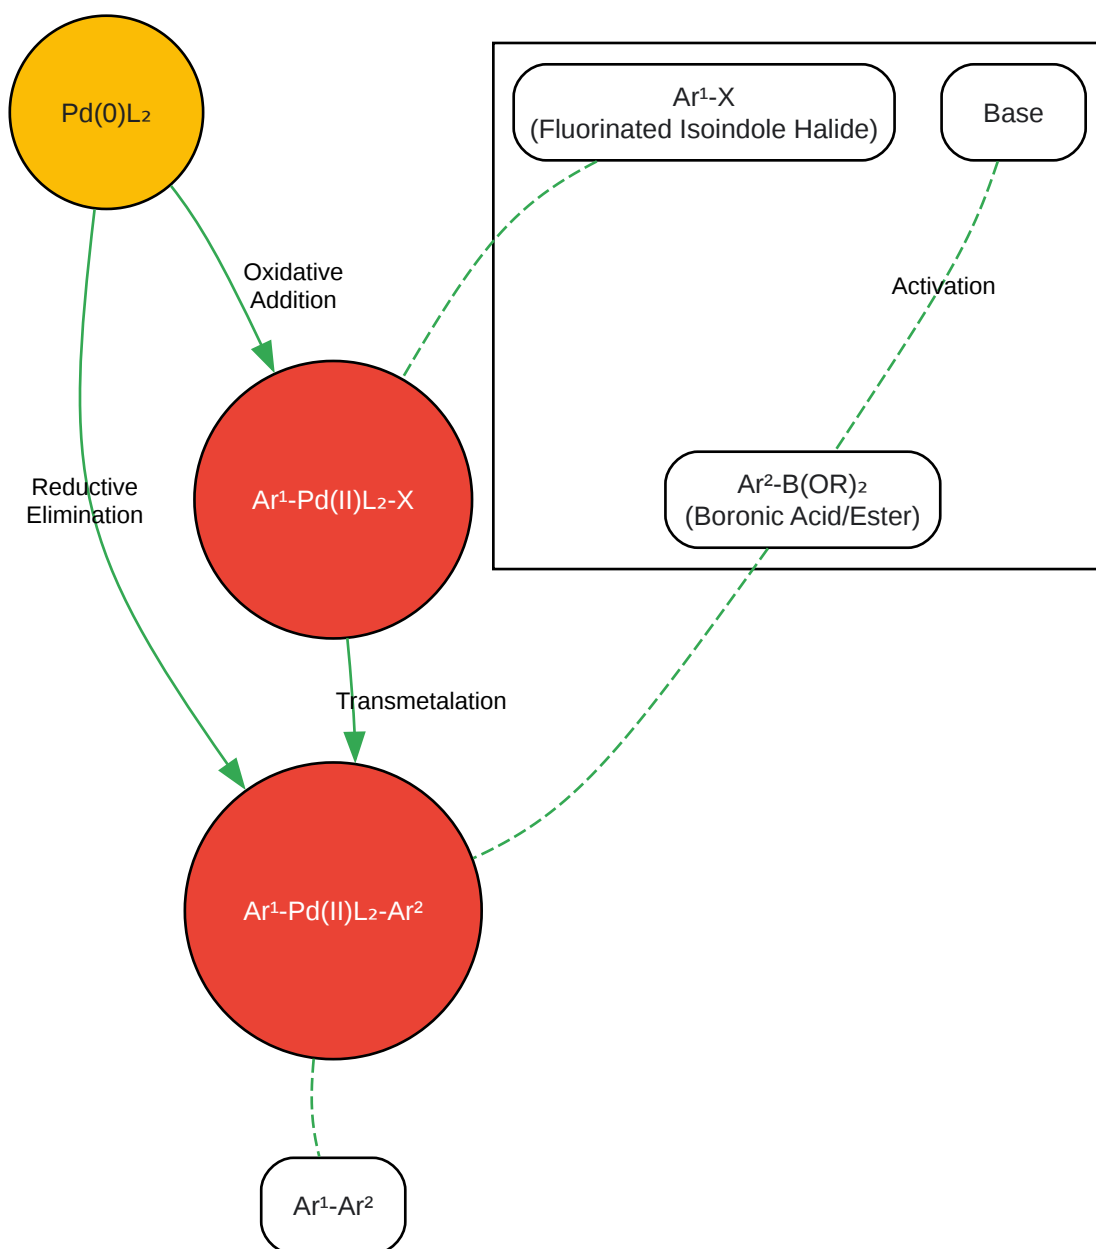 Pd(0)L₂
Ar¹-X
(Fluorinated Isoindole Halide)
Base
Oxidative
Addition
Activation
Reductive
Elimination
Ar¹-Pd(II)L₂-X
Ar²-B(OR)₂
(Boronic Acid/Ester)
Transmetalation
Ar¹-Pd(II)L₂-Ar²
Ar¹-Ar²